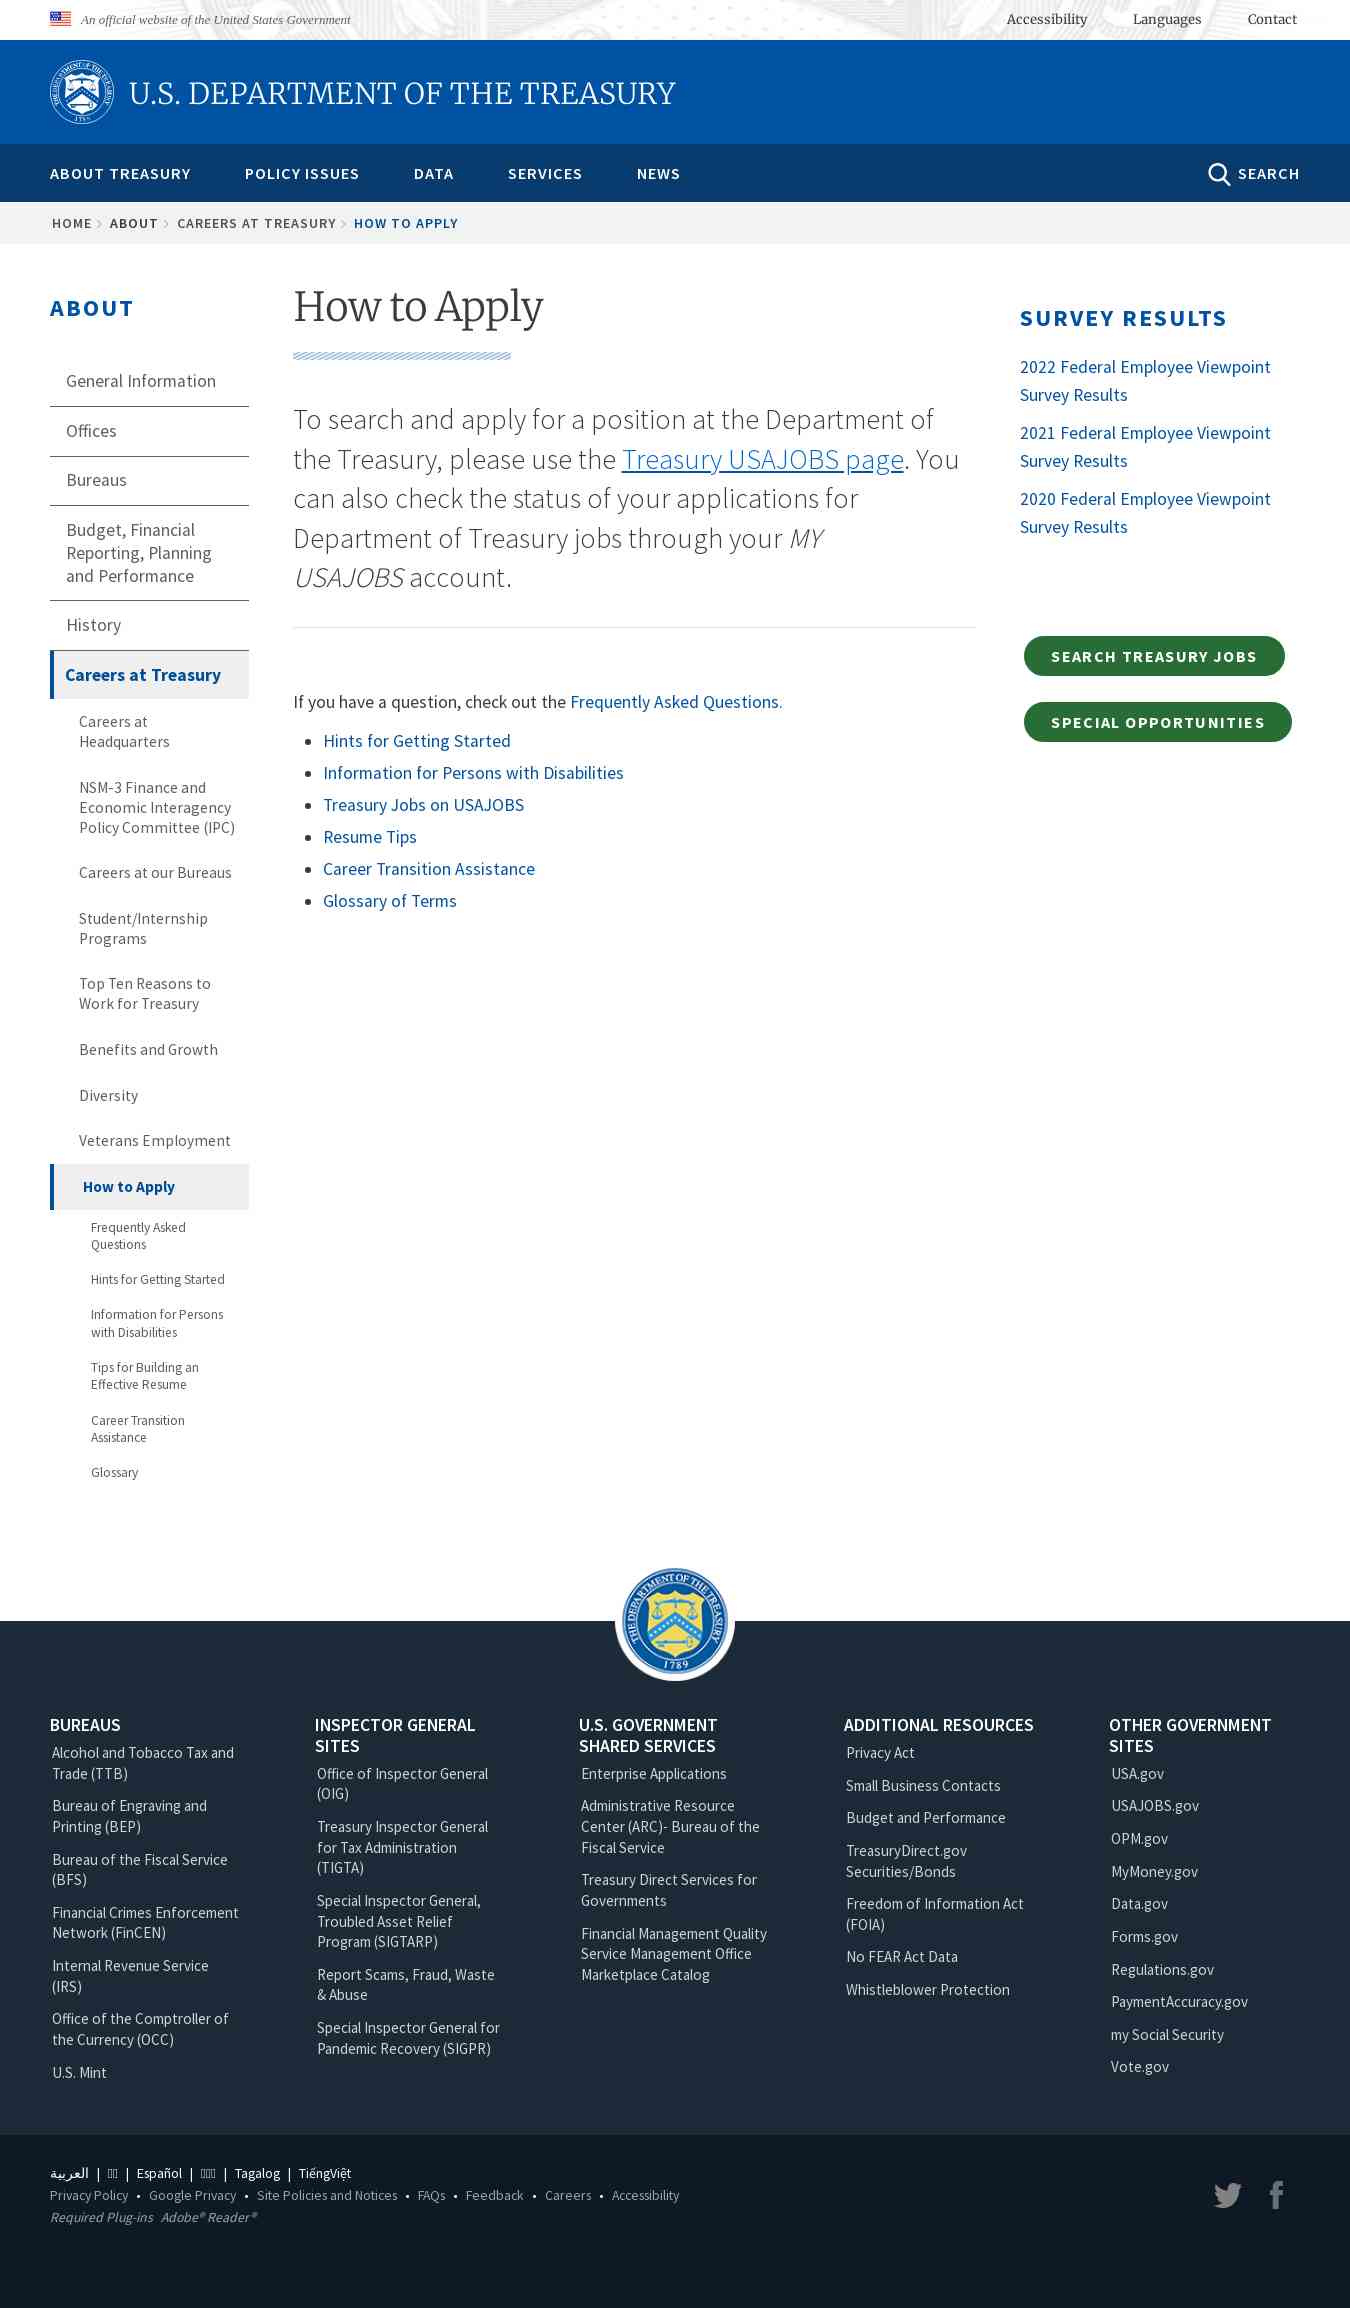 An official website of the United States Government
Accessibility
Languages
Contact
U.S. DEPARTMENT OF THE TREASURY
ABOUT TREASURY
POLICY ISSUES
DATA
SERVICES
NEWS
SEARCH
HOME
ABOUT
CAREERS AT TREASURY
HOW TO APPLY
ABOUT
General Information
Offices
Bureaus
Budget, Financial
Reporting, Planning
and Performance
History
Careers at Treasury
Careers at
Headquarters
NSM-3 Finance and
Economic Interagency
Policy Committee (IPC)
Careers at our Bureaus
Student/Internship
Programs
Top Ten Reasons to
Work for Treasury
Benefits and Growth
Diversity
Veterans Employment
How to Apply
Frequently Asked
Questions
Hints for Getting Started
Information for Persons
with Disabilities
Tips for Building an
Effective Resume
Career Transition
Assistance
Glossary
How to Apply
To search and apply for a position at the Department of
the Treasury, please use the Treasury USAJOBS page. You
can also check the status of your applications for
Department of Treasury jobs through your MY
USAJOBS account.
If you have a question, check out the Frequently Asked Questions.
Hints for Getting Started
Information for Persons with Disabilities
Treasury Jobs on USAJOBS
Resume Tips
Career Transition Assistance
Glossary of Terms
SURVEY RESULTS
2022 Federal Employee Viewpoint
Survey Results
2021 Federal Employee Viewpoint
Survey Results
2020 Federal Employee Viewpoint
Survey Results
SEARCH TREASURY JOBS
SPECIAL OPPORTUNITIES
THE DEPARTMENT OF THE TREASURY
1789
BUREAUS
Alcohol and Tobacco Tax and
Trade (TTB)
Bureau of Engraving and
Printing (BEP)
Bureau of the Fiscal Service
(BFS)
Financial Crimes Enforcement
Network (FinCEN)
Internal Revenue Service
(IRS)
Office of the Comptroller of
the Currency (OCC)
U.S. Mint
INSPECTOR GENERAL
SITES
Office of Inspector General
(OIG)
Treasury Inspector General
for Tax Administration
(TIGTA)
Special Inspector General,
Troubled Asset Relief
Program (SIGTARP)
Report Scams, Fraud, Waste
& Abuse
Special Inspector General for
Pandemic Recovery (SIGPR)
U.S. GOVERNMENT
SHARED SERVICES
Enterprise Applications
Administrative Resource
Center (ARC)- Bureau of the
Fiscal Service
Treasury Direct Services for
Governments
Financial Management Quality
Service Management Office
Marketplace Catalog
ADDITIONAL RESOURCES
Privacy Act
Small Business Contacts
Budget and Performance
TreasuryDirect.gov
Securities/Bonds
Freedom of Information Act
(FOIA)
No FEAR Act Data
Whistleblower Protection
OTHER GOVERNMENT
SITES
USA.gov
USAJOBS.gov
OPM.gov
MyMoney.gov
Data.gov
Forms.gov
Regulations.gov
PaymentAccuracy.gov
my Social Security
Vote.gov
العربية | | Español | | Tagalog | TiếngViệt
Privacy Policy • Google Privacy • Site Policies and Notices • FAQs • Feedback • Careers • Accessibility
Required Plug-ins Adobe® Reader®